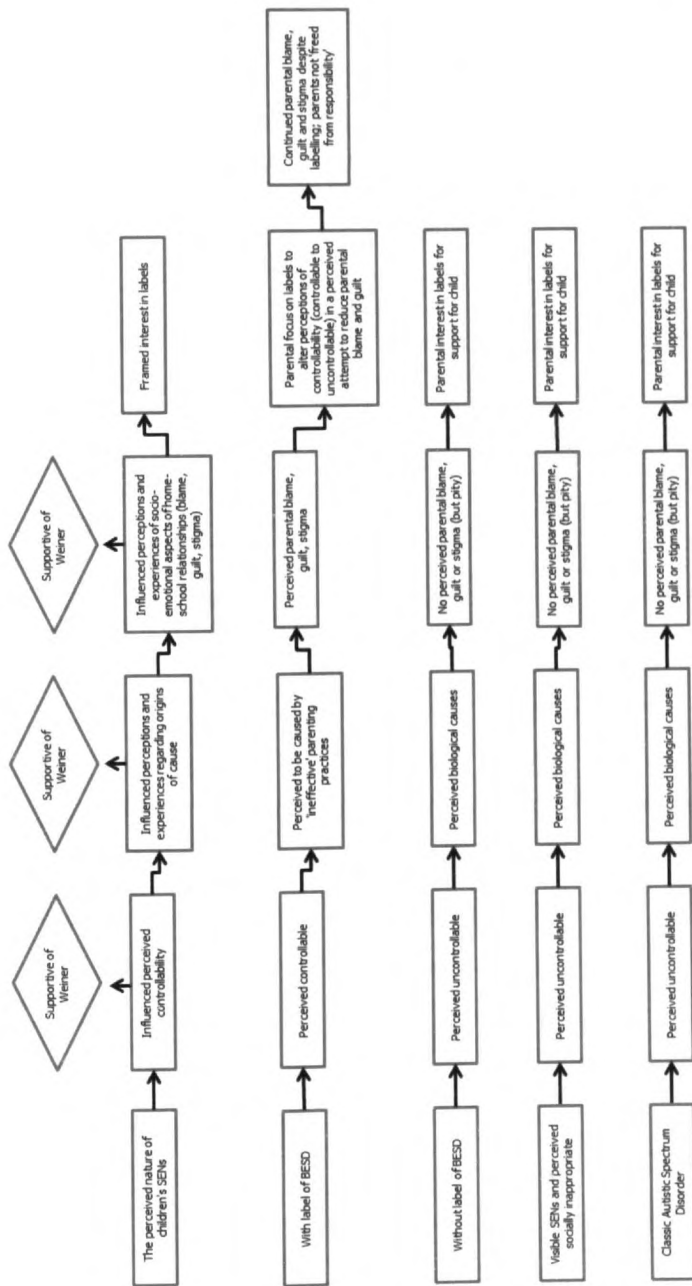 Supportive of
Weiner
Supportive of
Weiner
Supportive of
Weiner
The perceived nature of
children's SENs
Influenced perceived
controllability
Influenced perceptions and
experiences regarding origins
of cause
Influenced perceptions and
experiences of socio-
emotional aspects of home-
school relationships (blame,
guilt, stigma)
Framed interest in labels
With label of BESD
Perceived controllable
Perceived to be caused by
'ineffective' parenting
practices
Perceived parental blame,
guilt, stigma
Parental focus on labels to
alter perceptions of
controllability (controllable to
uncontrollable) in a perceived
attempt to reduce parental
blame and guilt
Continued parental blame,
guilt and stigma despite
labelling; parents not 'freed
from responsibility'
Without label of BESD
Perceived uncontrollable
Perceived biological causes
No perceived parental blame,
guilt or stigma (but pity)
Parental interest in labels for
support for child
Visible SENs and perceived
socially inappropriate
Perceived uncontrollable
Perceived biological causes
No perceived parental blame,
guilt or stigma (but pity)
Parental interest in labels for
support for child
Classic Autistic Spectrum
Disorder
Perceived uncontrollable
Perceived biological causes
No perceived parental blame,
guilt or stigma (but pity)
Parental interest in labels for
support for child